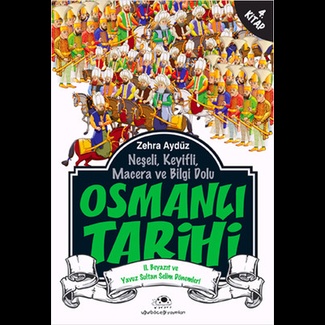 4. KİTAP
Zehra Aydüz
Neşeli, Keyifli,
Macera ve Bilgi Dolu
OSMANLI
TARİHİ
II. Beyazıt ve
Yavuz Sultan Selim Dönemleri
uğurböceği yayınları